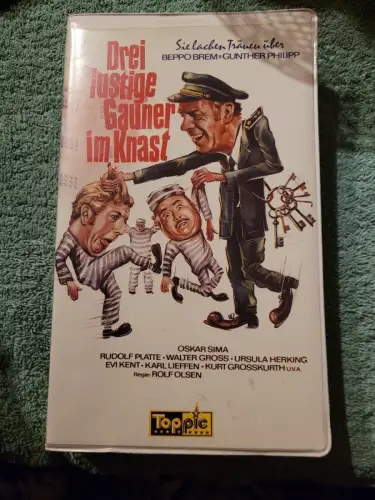 Sie lachen Tränen über
BEPPO BREM • GUNTHER PHILIPP
Drei
lustige
Gauner
im Knast
OSKAR SIMA
RUDOLF PLATTE • WALTER GROSS • URSULA HERKING
EVI KENT • KARL LIEFFEN • KURT GROSSKURTH u.v.a.
Regie: ROLF OLSEN
Toppic